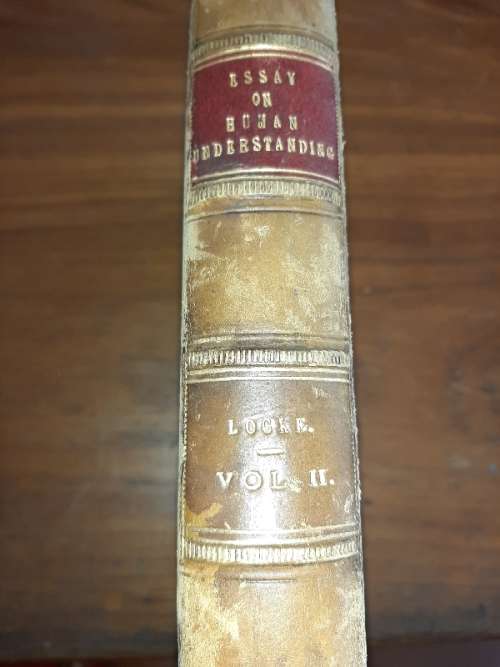 ESSAY
ON
HUMAN
UNDERSTANDING
LOCKE.
VOL. II.